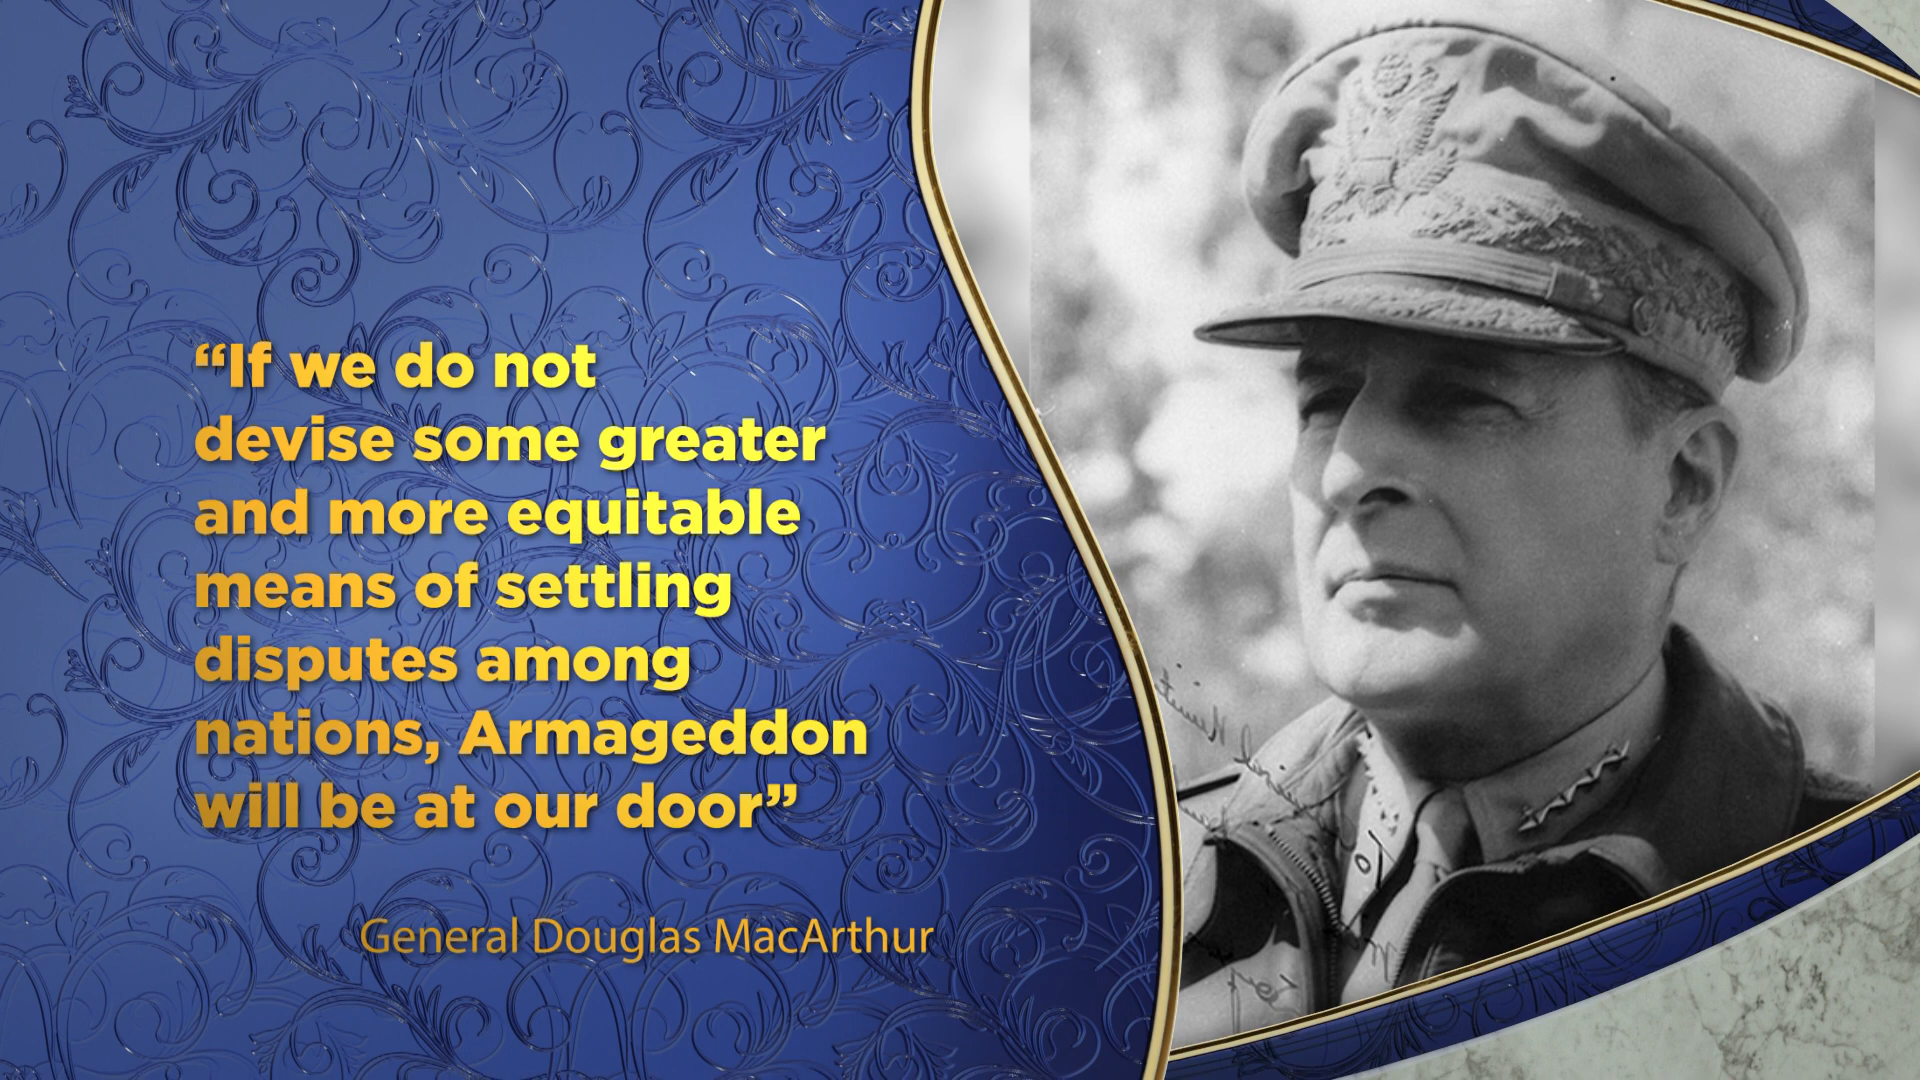 “If we do not
devise some greater
and more equitable
means of settling
disputes among
nations, Armageddon
will be at our door”
General Douglas MacArthur